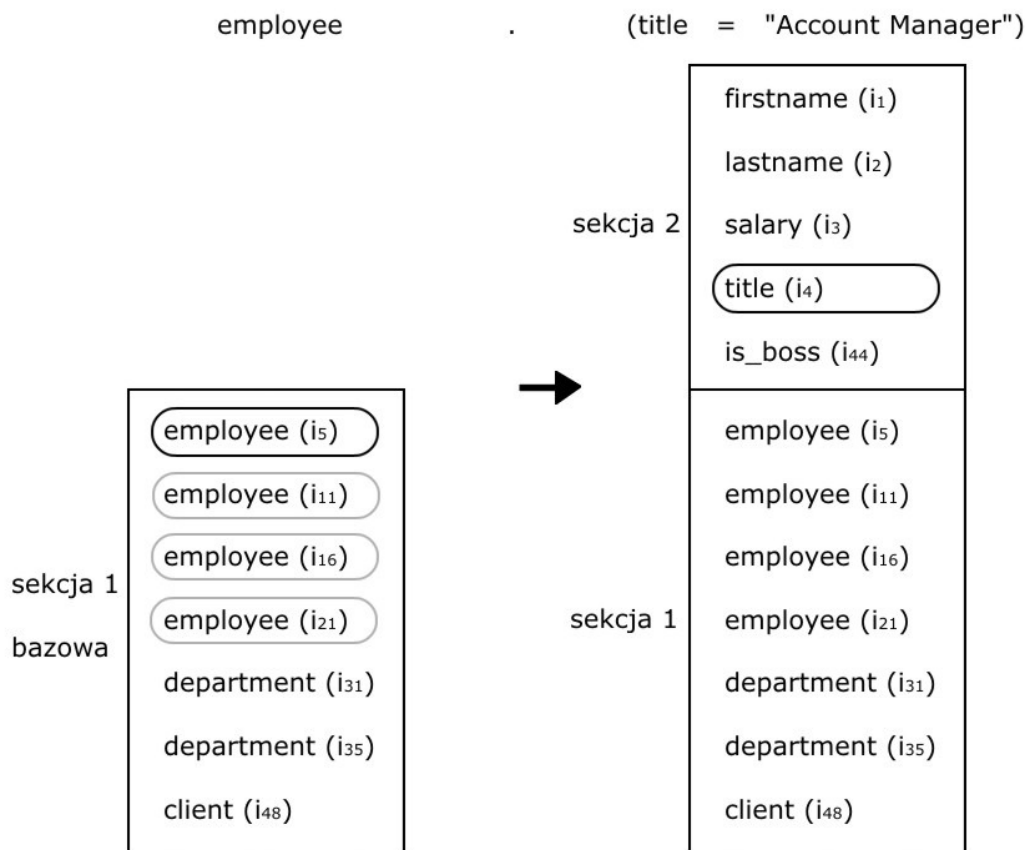 employee . (title = "Account Manager")
firstname (i₁)
lastname (i₂)
sekcja 2
salary (i₃)
title (i₄)
is_boss (i₄₄)
employee (i₅)
employee (i₁₁)
employee (i₁₆)
employee (i₂₁)
sekcja 1
bazowa
department (i₃₁)
department (i₃₅)
client (i₄₈)
employee (i₅)
employee (i₁₁)
employee (i₁₆)
sekcja 1
employee (i₂₁)
department (i₃₁)
department (i₃₅)
client (i₄₈)